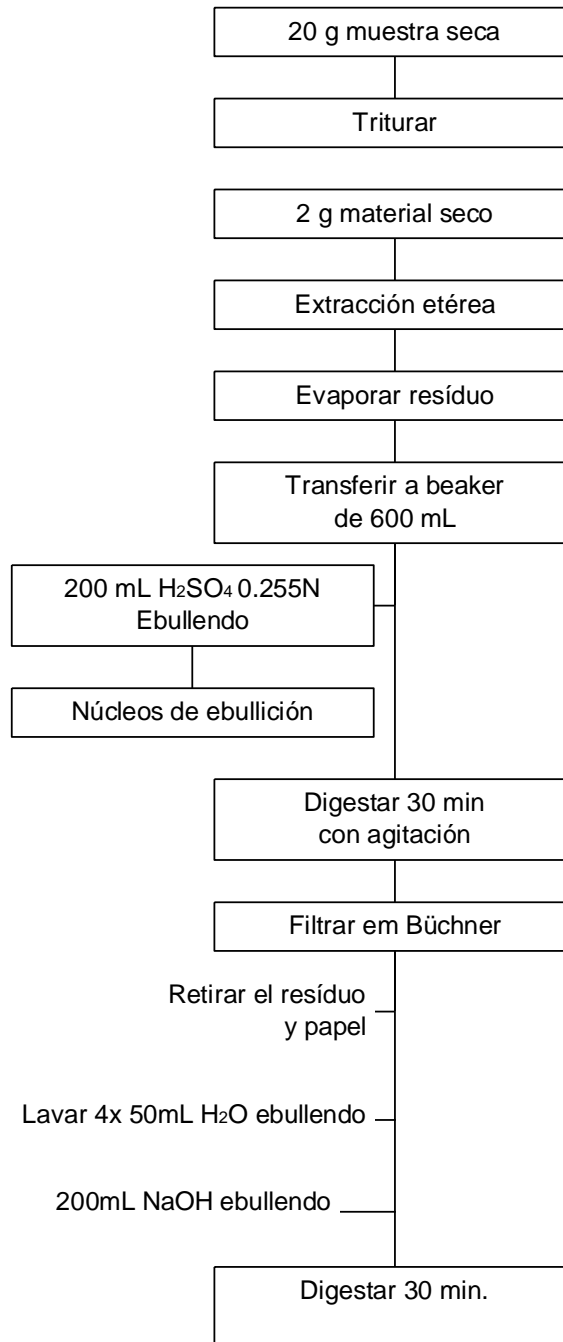 20 g muestra seca
Triturar
2 g material seco
Extracción etérea
Evaporar resíduo
Transferir a beaker
de 600 mL
200 mL H₂SO₄ 0.255N
Ebullendo
Núcleos de ebullición
Digestar 30 min
con agitación
Filtrar em Büchner
Retirar el resíduo
y papel
Lavar 4x 50mL H₂O ebullendo
200mL NaOH ebullendo
Digestar 30 min.